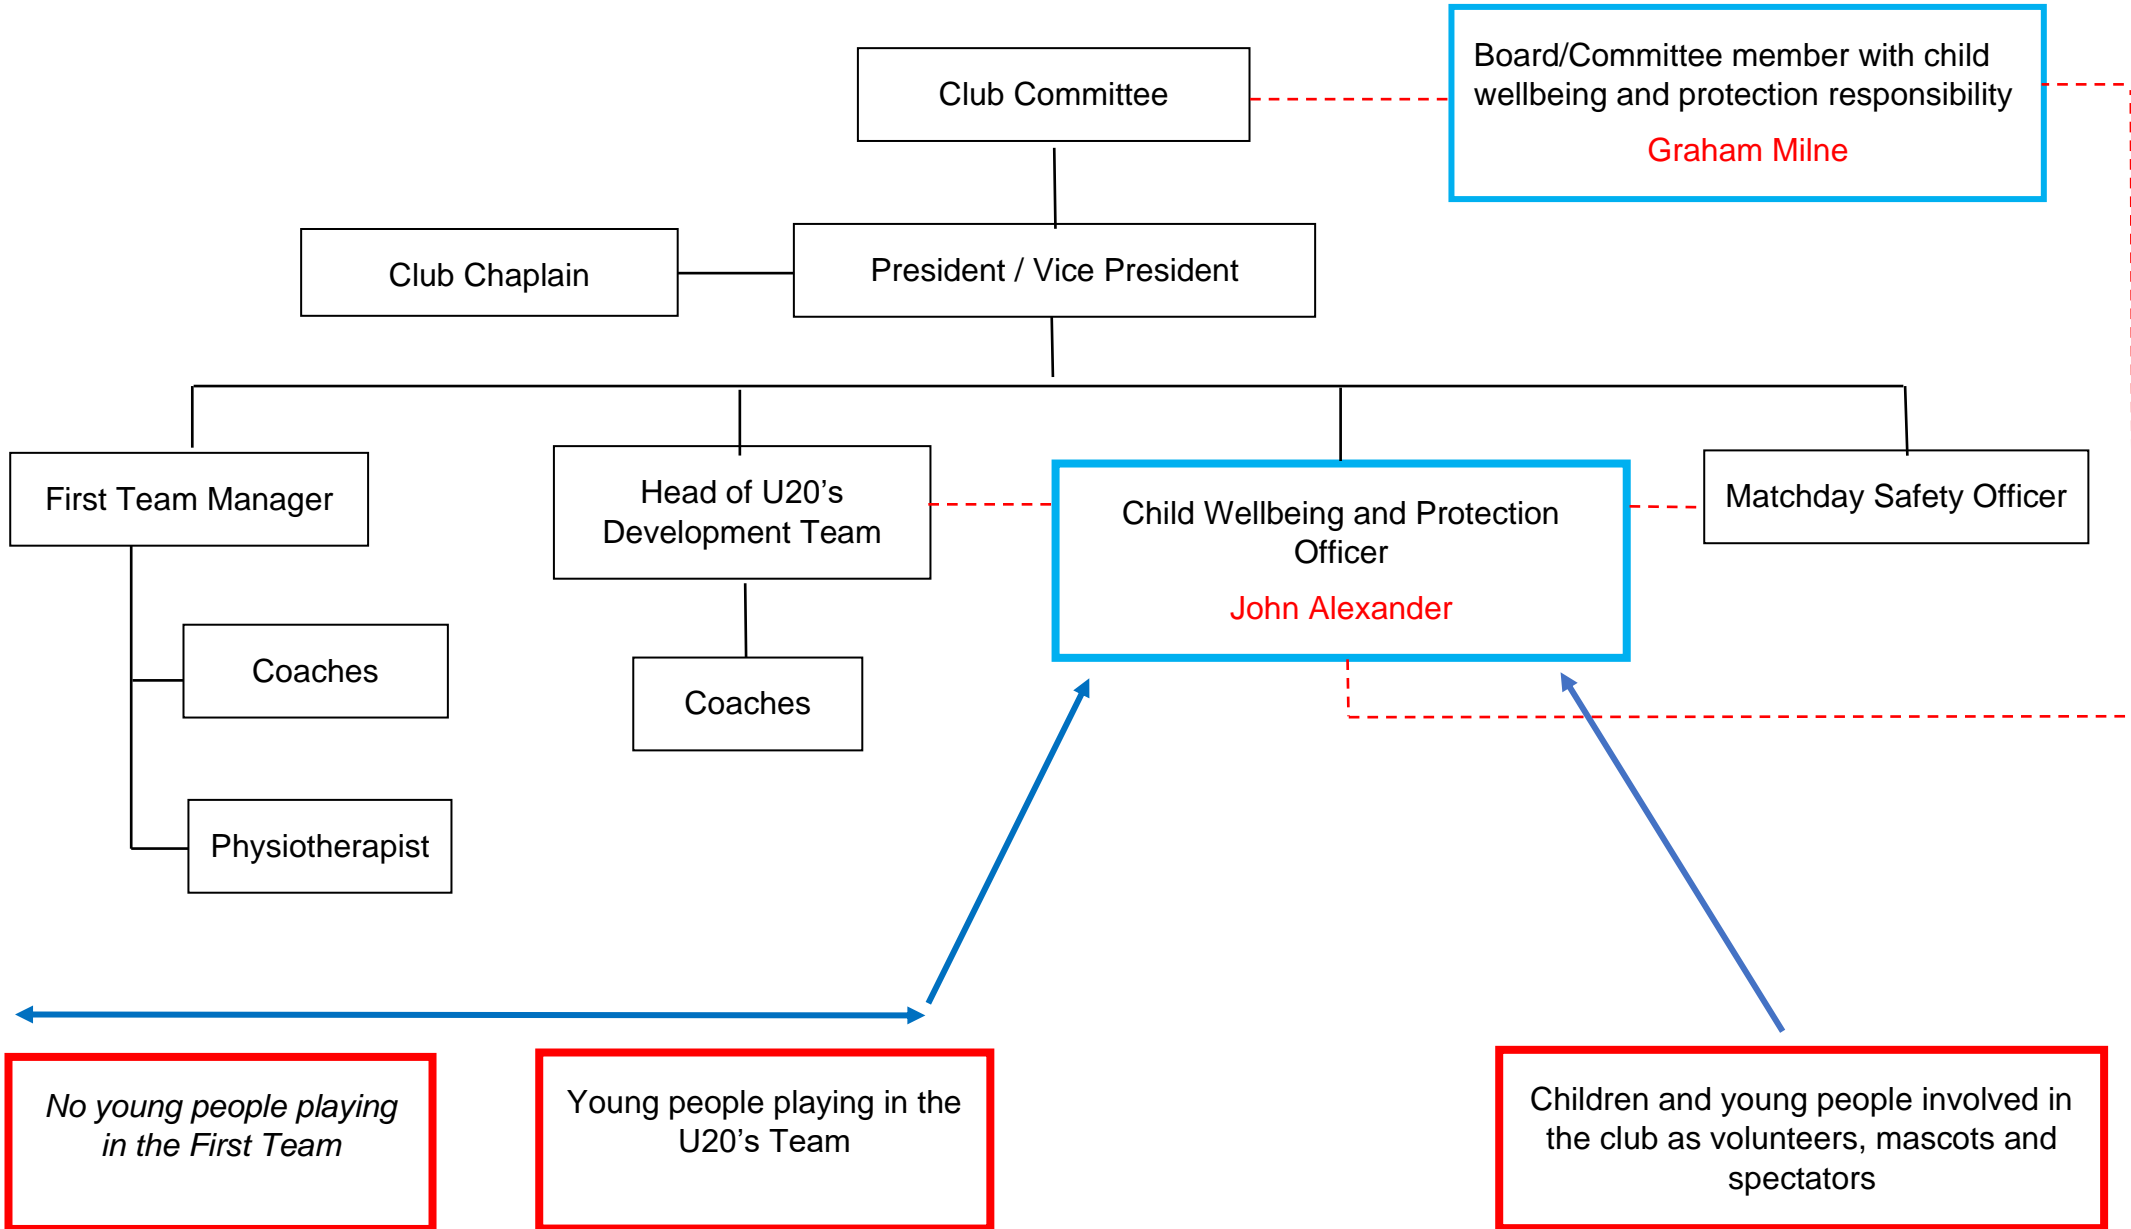 Club Committee
Board/Committee member with child
wellbeing and protection responsibility
Graham Milne
Club Chaplain
President / Vice President
First Team Manager
Head of U20’s
Development Team
Child Wellbeing and Protection
Officer
John Alexander
Matchday Safety Officer
Coaches
Coaches
Physiotherapist
No young people playing
in the First Team
Young people playing in the
U20’s Team
Children and young people involved in
the club as volunteers, mascots and
spectators